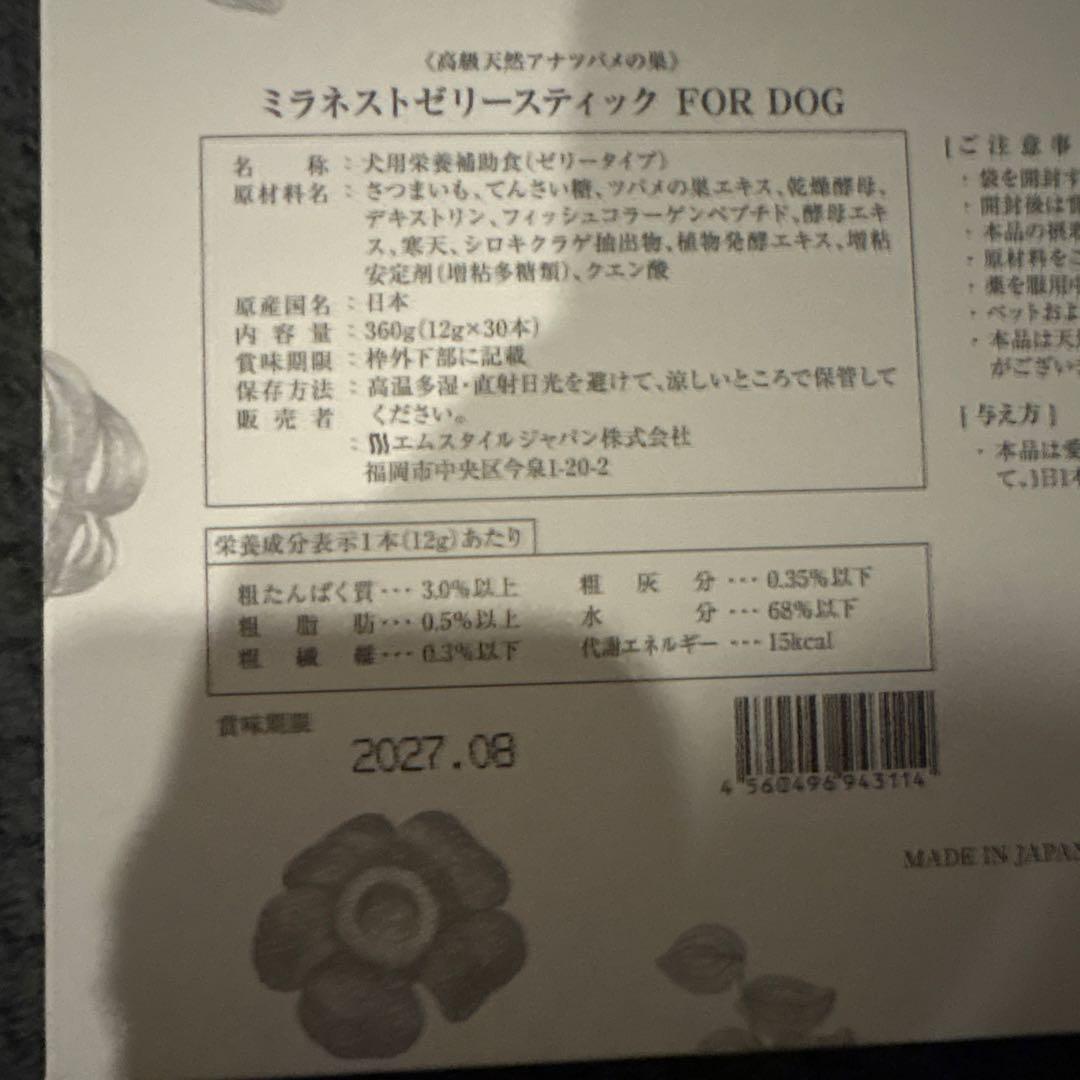 《高級天然アナツバメの巣》
ミラネストゼリースティック FOR DOG
名称：犬用栄養補助食(ゼリータイプ)
原材料名：さつまいも、てんさい糖、ツバメの巣エキス、乾燥酵母、
デキストリン、フィッシュコラーゲンペプチド、酵母エキ
ス、寒天、シロキクラゲ抽出物、植物発酵エキス、増粘
安定剤(増粘多糖類)、クエン酸
原産国名：日本
内容量：360g(12g×30本)
賞味期限：枠外下部に記載
保存方法：高温多湿・直射日光を避けて、涼しいところで保管して
ください。
販売者：エムスタイルジャパン株式会社
福岡市中央区今泉1-20-2
栄養成分表示1本(12g)あたり
粗たんぱく質･･･3.0%以上
粗脂肪･･･0.5%以上
粗繊維･･･0.3%以下
粗灰分･･･0.35%以下
水分･･･68%以下
代謝エネルギー･･･15kcal
賞味期限
2027.08
4 560496 943114
MADE IN JAPAN
[ご注意事
・袋を開封す
・開封後は
・本品の摂
・原材料をご
・薬を服用中
・ペットおよ
・本品は天
がござい
[与え方]
・本品は愛
て、1日1本